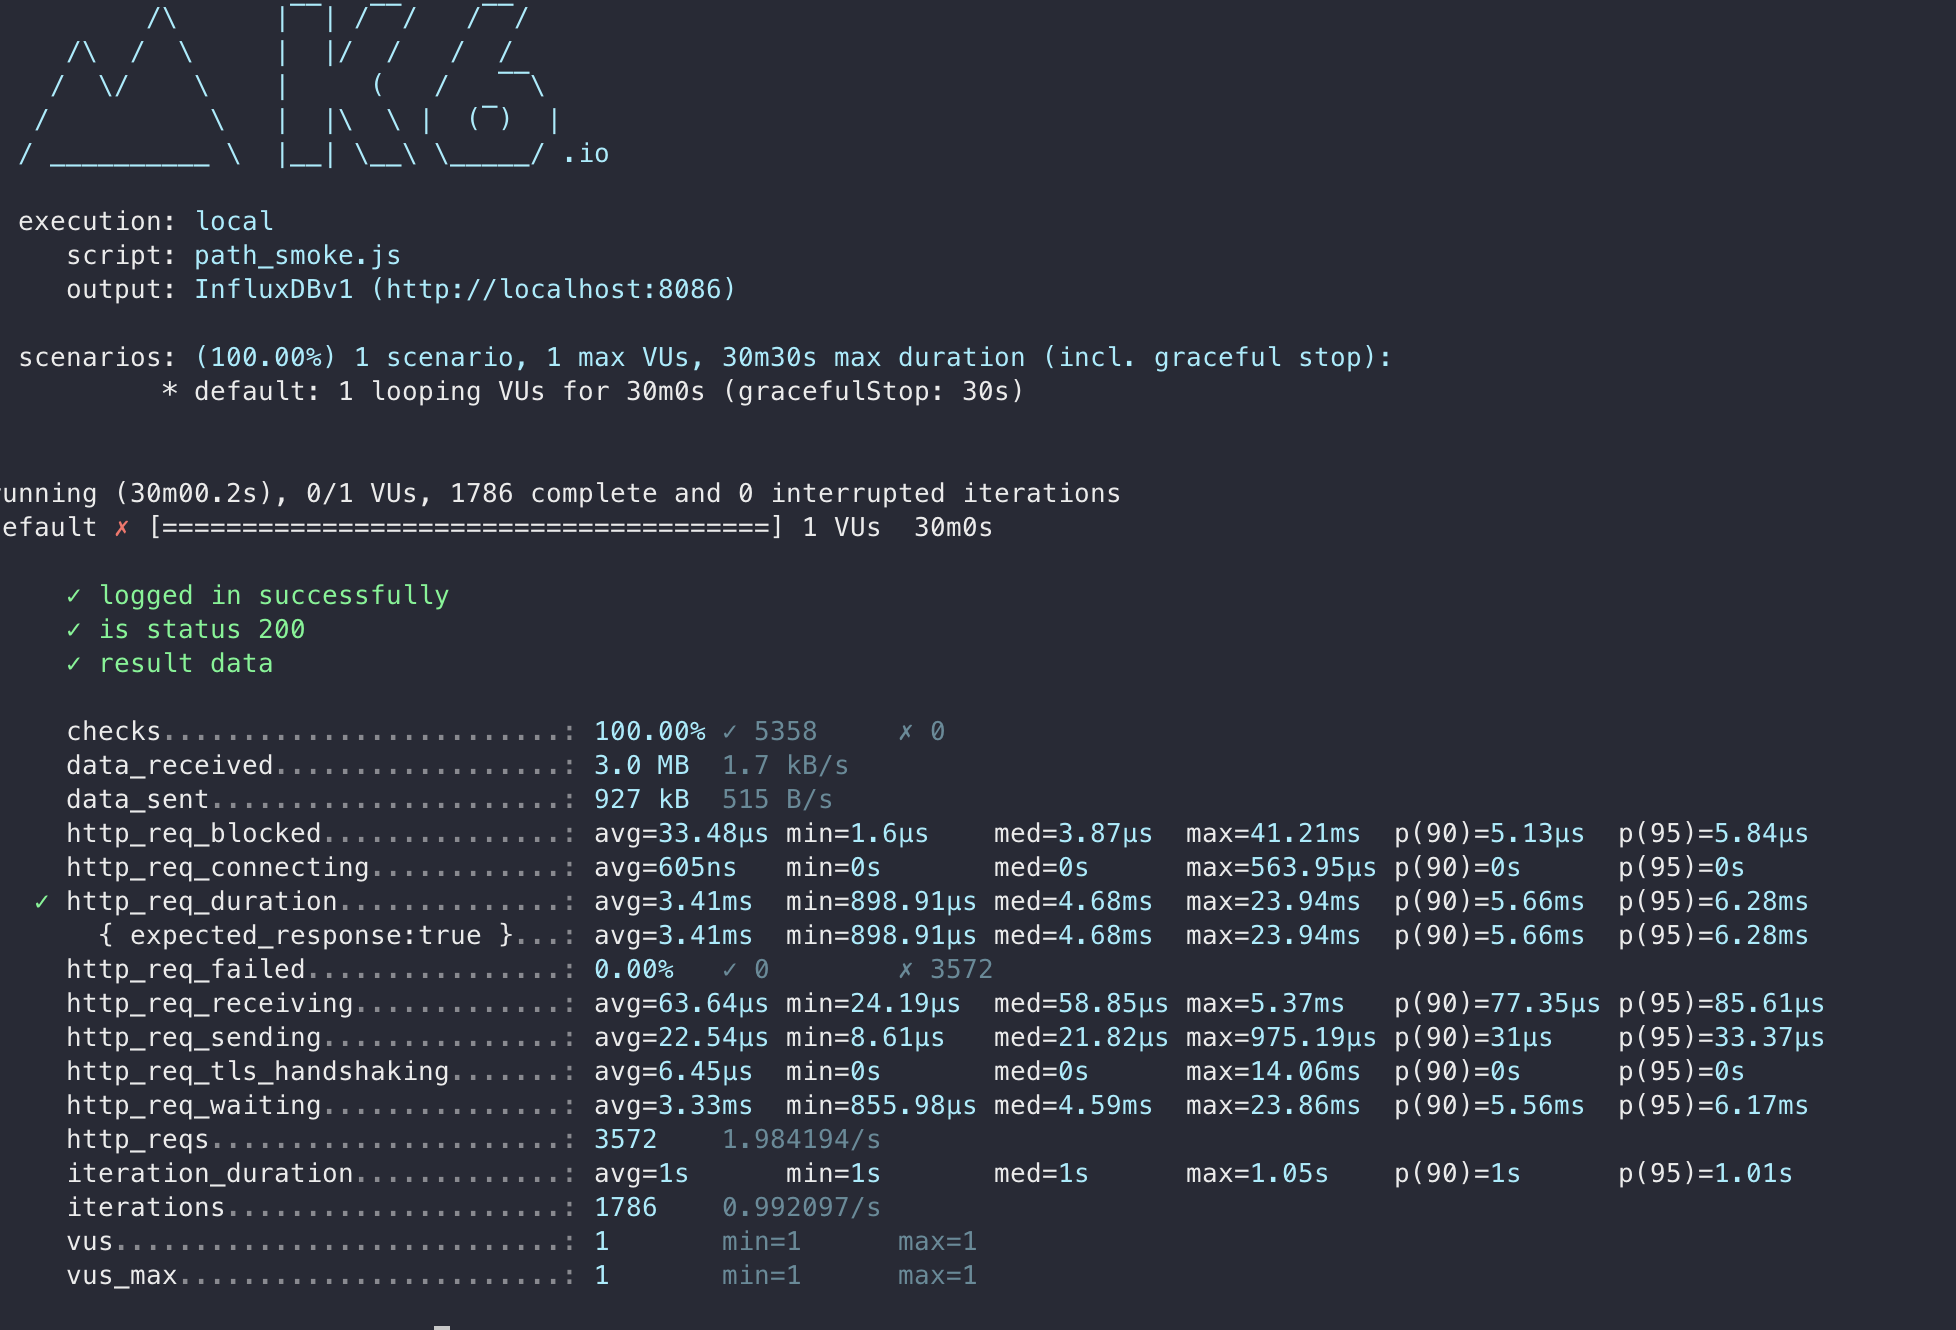 __    __      __
         /\       |  | /  /    /  /
    /\  /  \      |  |/  /    /  /
   /  \/    \     |     (    /   ‾‾\
  /          \    |  |\  \ |  (‾)  |
 / __________ \  |__| \__\ \_____/ .io
execution: local
script: path_smoke.js
output: InfluxDBv1 (http://localhost:8086)
scenarios: (100.00%) 1 scenario, 1 max VUs, 30m30s max duration (incl. graceful stop):
* default: 1 looping VUs for 30m0s (gracefulStop: 30s)
unning (30m00.2s), 0/1 VUs, 1786 complete and 0 interrupted iterations
efault ✗ [======================================] 1 VUs  30m0s
✓ logged in successfully
✓ is status 200
✓ result data
checks.........................: 100.00% ✓ 5358     ✗ 0
data_received..................: 3.0 MB  1.7 kB/s
data_sent......................: 927 kB  515 B/s
http_req_blocked...............: avg=33.48µs min=1.6µs    med=3.87µs  max=41.21ms  p(90)=5.13µs  p(95)=5.84µs
http_req_connecting............: avg=605ns   min=0s       med=0s      max=563.95µs p(90)=0s      p(95)=0s
✓ http_req_duration..............: avg=3.41ms  min=898.91µs med=4.68ms  max=23.94ms  p(90)=5.66ms  p(95)=6.28ms
{ expected_response:true }...: avg=3.41ms  min=898.91µs med=4.68ms  max=23.94ms  p(90)=5.66ms  p(95)=6.28ms
http_req_failed................: 0.00%   ✓ 0        ✗ 3572
http_req_receiving.............: avg=63.64µs min=24.19µs  med=58.85µs max=5.37ms   p(90)=77.35µs p(95)=85.61µs
http_req_sending...............: avg=22.54µs min=8.61µs   med=21.82µs max=975.19µs p(90)=31µs    p(95)=33.37µs
http_req_tls_handshaking.......: avg=6.45µs  min=0s       med=0s      max=14.06ms  p(90)=0s      p(95)=0s
http_req_waiting...............: avg=3.33ms  min=855.98µs med=4.59ms  max=23.86ms  p(90)=5.56ms  p(95)=6.17ms
http_reqs......................: 3572    1.984194/s
iteration_duration.............: avg=1s      min=1s       med=1s      max=1.05s    p(90)=1s      p(95)=1.01s
iterations.....................: 1786    0.992097/s
vus............................: 1       min=1      max=1
vus_max........................: 1       min=1      max=1